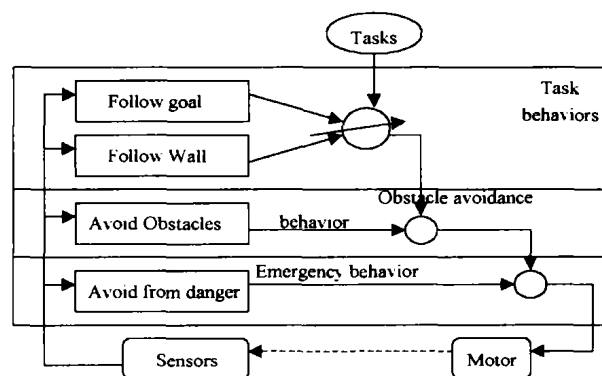 Tasks
Follow goal
Task
behaviors
Follow Wall
Obstacle avoidance
Avoid Obstacles
behavior
Emergency behavior
Avoid from danger
Sensors
Motor